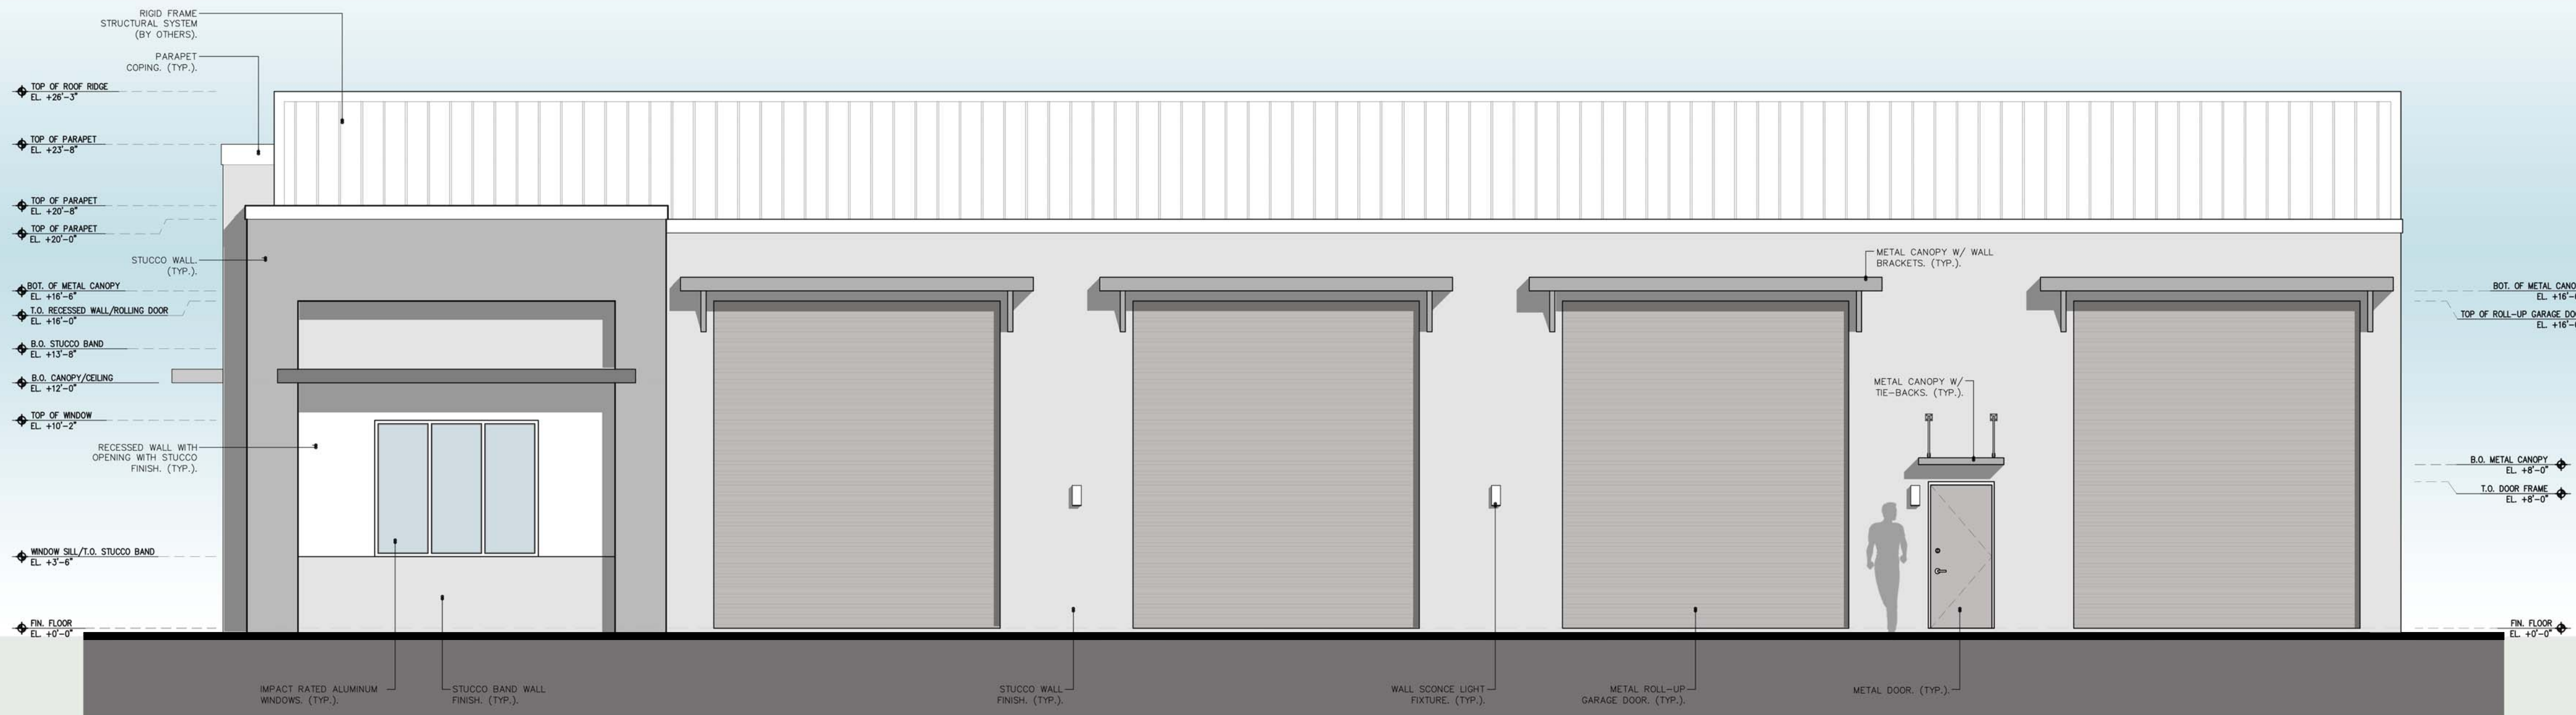 RIGID FRAME
STRUCTURAL SYSTEM
(BY OTHERS).
PARAPET
COPING. (TYP.).
TOP OF ROOF RIDGE
EL. +26'-3"
TOP OF PARAPET
EL. +23'-8"
TOP OF PARAPET
EL. +20'-8"
TOP OF PARAPET
EL. +20'-0"
STUCCO WALL.
(TYP.).
BOT. OF METAL CANOPY
EL. +16'-6"
T.O. RECESSED WALL/ROLLING DOOR
EL. +16'-0"
B.O. STUCCO BAND
EL. +13'-8"
B.O. CANOPY/CEILING
EL. +12'-0"
TOP OF WINDOW
EL. +10'-2"
RECESSED WALL WITH
OPENING WITH STUCCO
FINISH. (TYP.).
WINDOW SILL/T.O. STUCCO BAND
EL. +3'-6"
FIN. FLOOR
EL. +0'-0"
METAL CANOPY W/ WALL
BRACKETS. (TYP.).
METAL CANOPY W/
TIE-BACKS. (TYP.).
BOT. OF METAL CANO
EL. +16'-
TOP OF ROLL-UP GARAGE DO
EL. +16'-
B.O. METAL CANOPY
EL. +8'-0"
T.O. DOOR FRAME
EL. +8'-0"
FIN. FLOOR
EL. +0'-0"
IMPACT RATED ALUMINUM
WINDOWS. (TYP.).
STUCCO BAND WALL
FINISH. (TYP.).
STUCCO WALL
FINISH. (TYP.).
WALL SCONCE LIGHT
FIXTURE. (TYP.).
METAL ROLL-UP
GARAGE DOOR. (TYP.).
METAL DOOR. (TYP.).